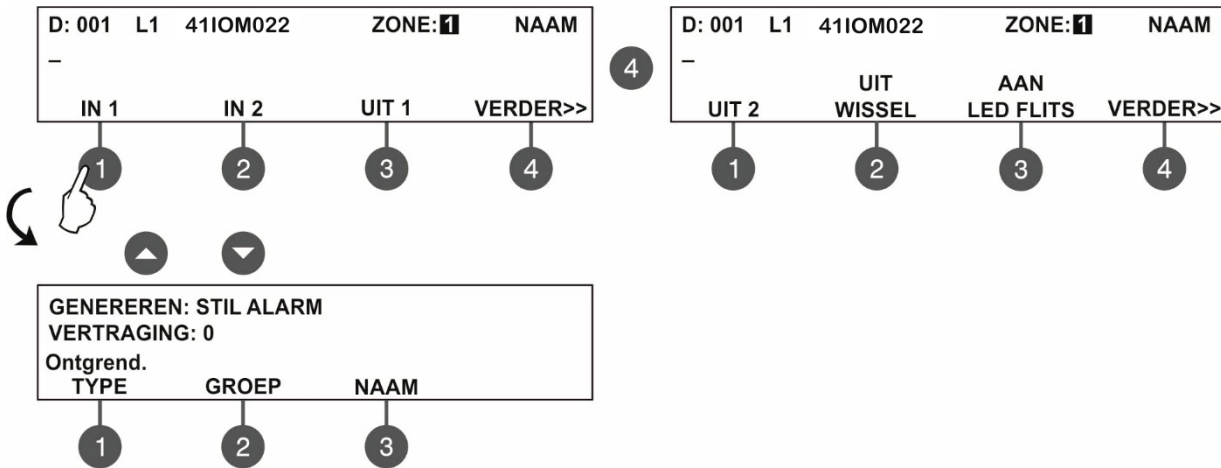 D: 001 L1 41IOM022 ZONE:1 NAAM
_
IN 1 IN 2 UIT 1 VERDER>>
1 2 3 4
4
D: 001 L1 41IOM022 ZONE:1 NAAM
_
UIT AAN
UIT 2 WISSEL LED FLITS VERDER>>
1 2 3 4
GENEREREN: STIL ALARM
VERTRAGING: 0
Ontgrend.
TYPE GROEP NAAM
1 2 3